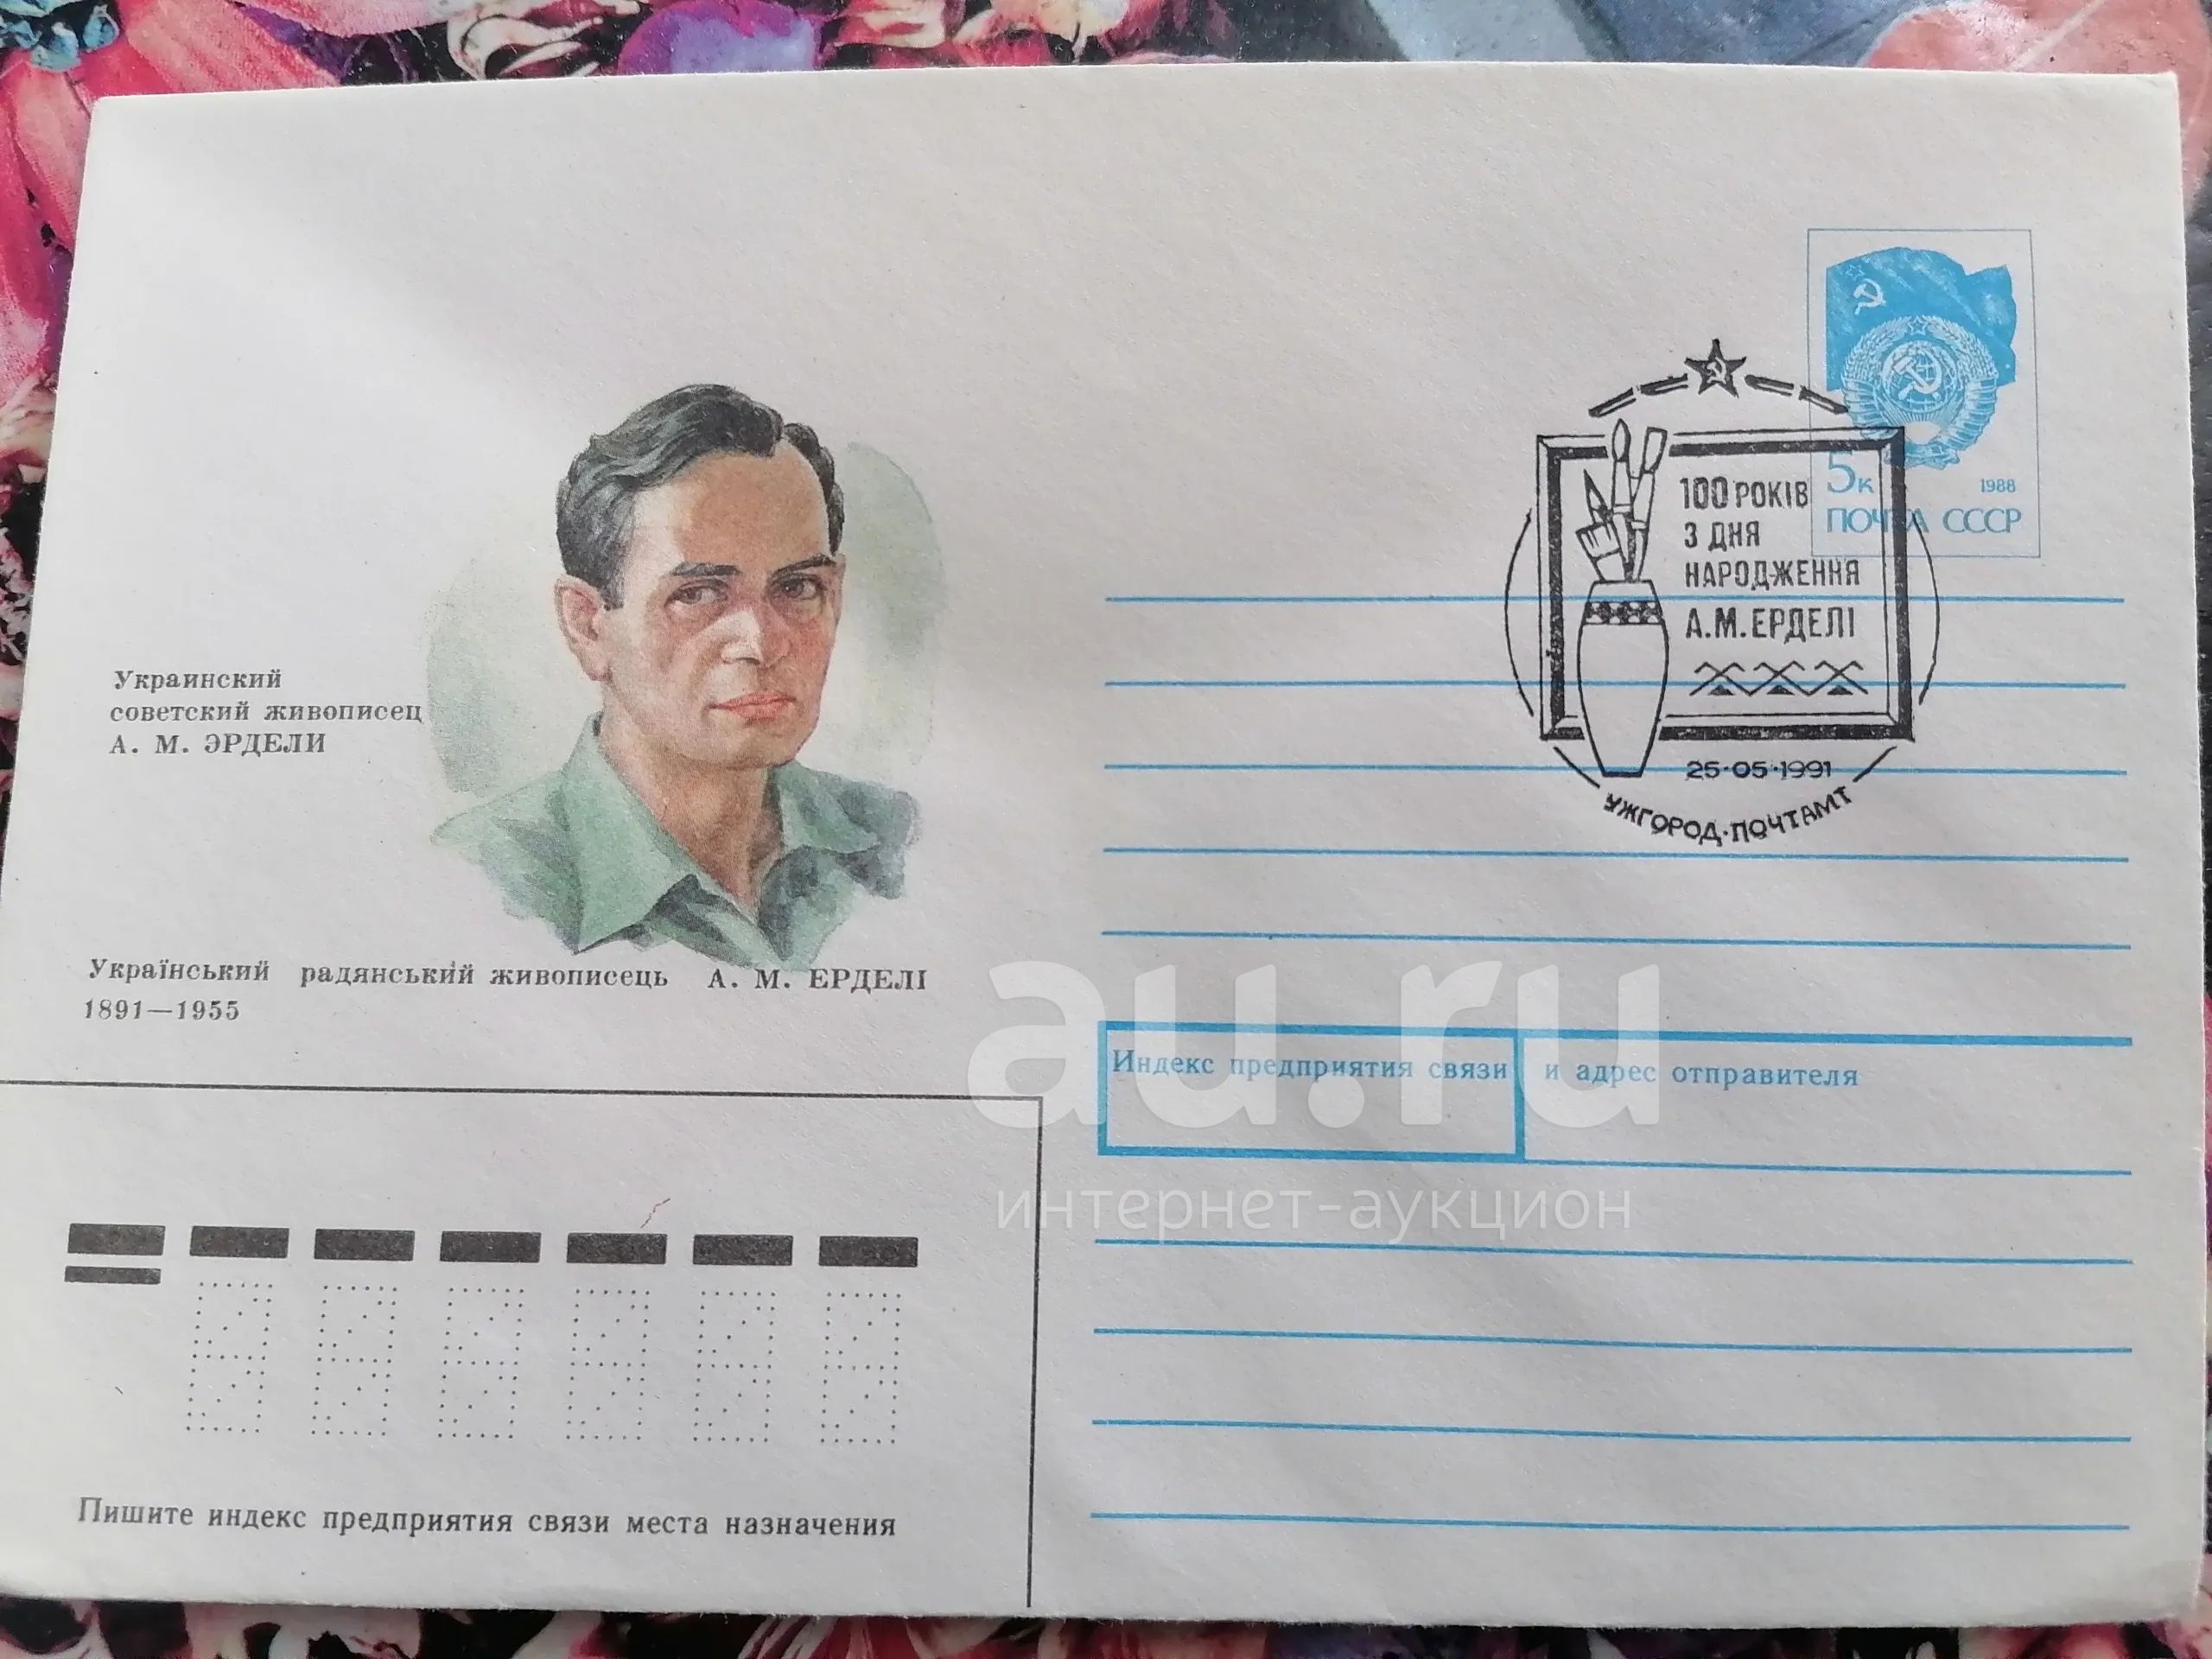 Украинский
советский живописец
А. М. ЭРДЕЛИ
Український радянський живописець А. М. ЕРДЕЛІ
1891—1955
5к 1988
ПОЧТА СССР
100 РОКІВ
З ДНЯ
НАРОДЖЕННЯ
А.М. ЕРДЕЛІ
25·05·1991
УЖГОРОД·ПОЧТАМТ
Индекс предприятия связи и адрес отправителя
au.ru
интернет-аукцион
Пишите индекс предприятия связи места назначения